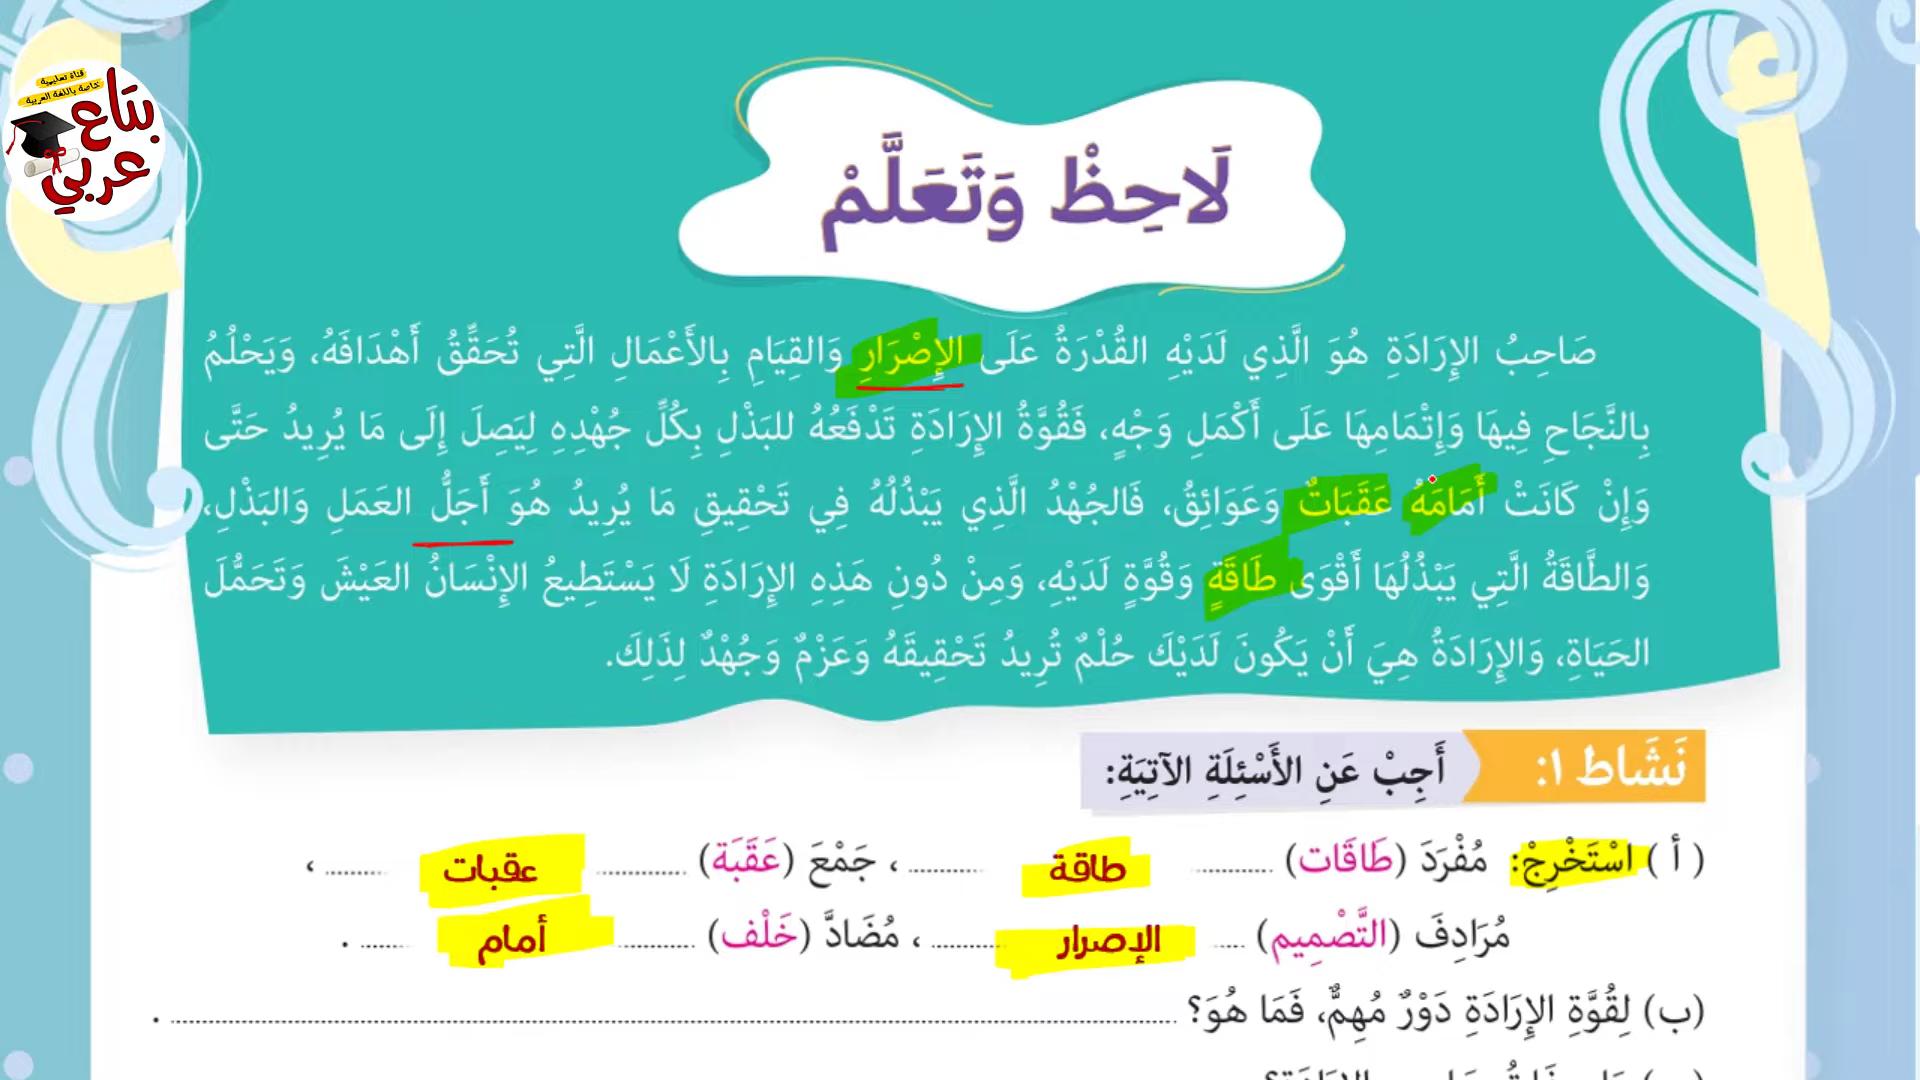 قناة تعليمية
خاصة باللغة العربية
بتاع
عربي
لَاحِظْ وَتَعَلَّمْ
صَاحِبُ الإِرَادَةِ هُوَ الَّذِي لَدَيْهِ القُدْرَةُ عَلَى الإِصْرَارِ وَالقِيَامِ بِالأَعْمَالِ الَّتِي تُحَقِّقُ أَهْدَافَهُ، وَيَحْلُمُ
بِالنَّجَاحِ فِيهَا وَإِتْمَامِهَا عَلَى أَكْمَلِ وَجْهٍ، فَقُوَّةُ الإِرَادَةِ تَدْفَعُهُ للبَذْلِ بِكُلِّ جُهْدِهِ لِيَصِلَ إِلَى مَا يُرِيدُ حَتَّى
وَإِنْ كَانَتْ أَمَامَهُ عَقَبَاتٌ وَعَوَائِقُ، فَالجُهْدُ الَّذِي يَبْذُلُهُ فِي تَحْقِيقِ مَا يُرِيدُ هُوَ أَجَلُّ العَمَلِ وَالبَذْلِ،
وَالطَّاقَةُ الَّتِي يَبْذُلُهَا أَقْوَى طَاقَةٍ وَقُوَّةٍ لَدَيْهِ، وَمِنْ دُونِ هَذِهِ الإِرَادَةِ لَا يَسْتَطِيعُ الإِنْسَانُ العَيْشَ وَتَحَمُّلَ
الحَيَاةِ، وَالإِرَادَةُ هِيَ أَنْ يَكُونَ لَدَيْكَ حُلْمٌ تُرِيدُ تَحْقِيقَهُ وَعَزْمٌ وَجُهْدٌ لِذَلِكَ.
نَشَاط ١: أَجِبْ عَنِ الأَسْئِلَةِ الآتِيَةِ:
( أ ) اسْتَخْرِجْ: مُفْرَدَ (طَاقَات) ........ طاقة ........ ، جَمْعَ (عَقَبَة) ........ عقبات ........ ،
مُرَادِفَ (التَّصْمِيم) ........ الإصرار ........ ، مُضَادَّ (خَلْف) ........ أمام ........ .
(ب) لِقُوَّةِ الإِرَادَةِ دَوْرٌ مُهِمٌّ، فَمَا هُوَ؟ ........ .